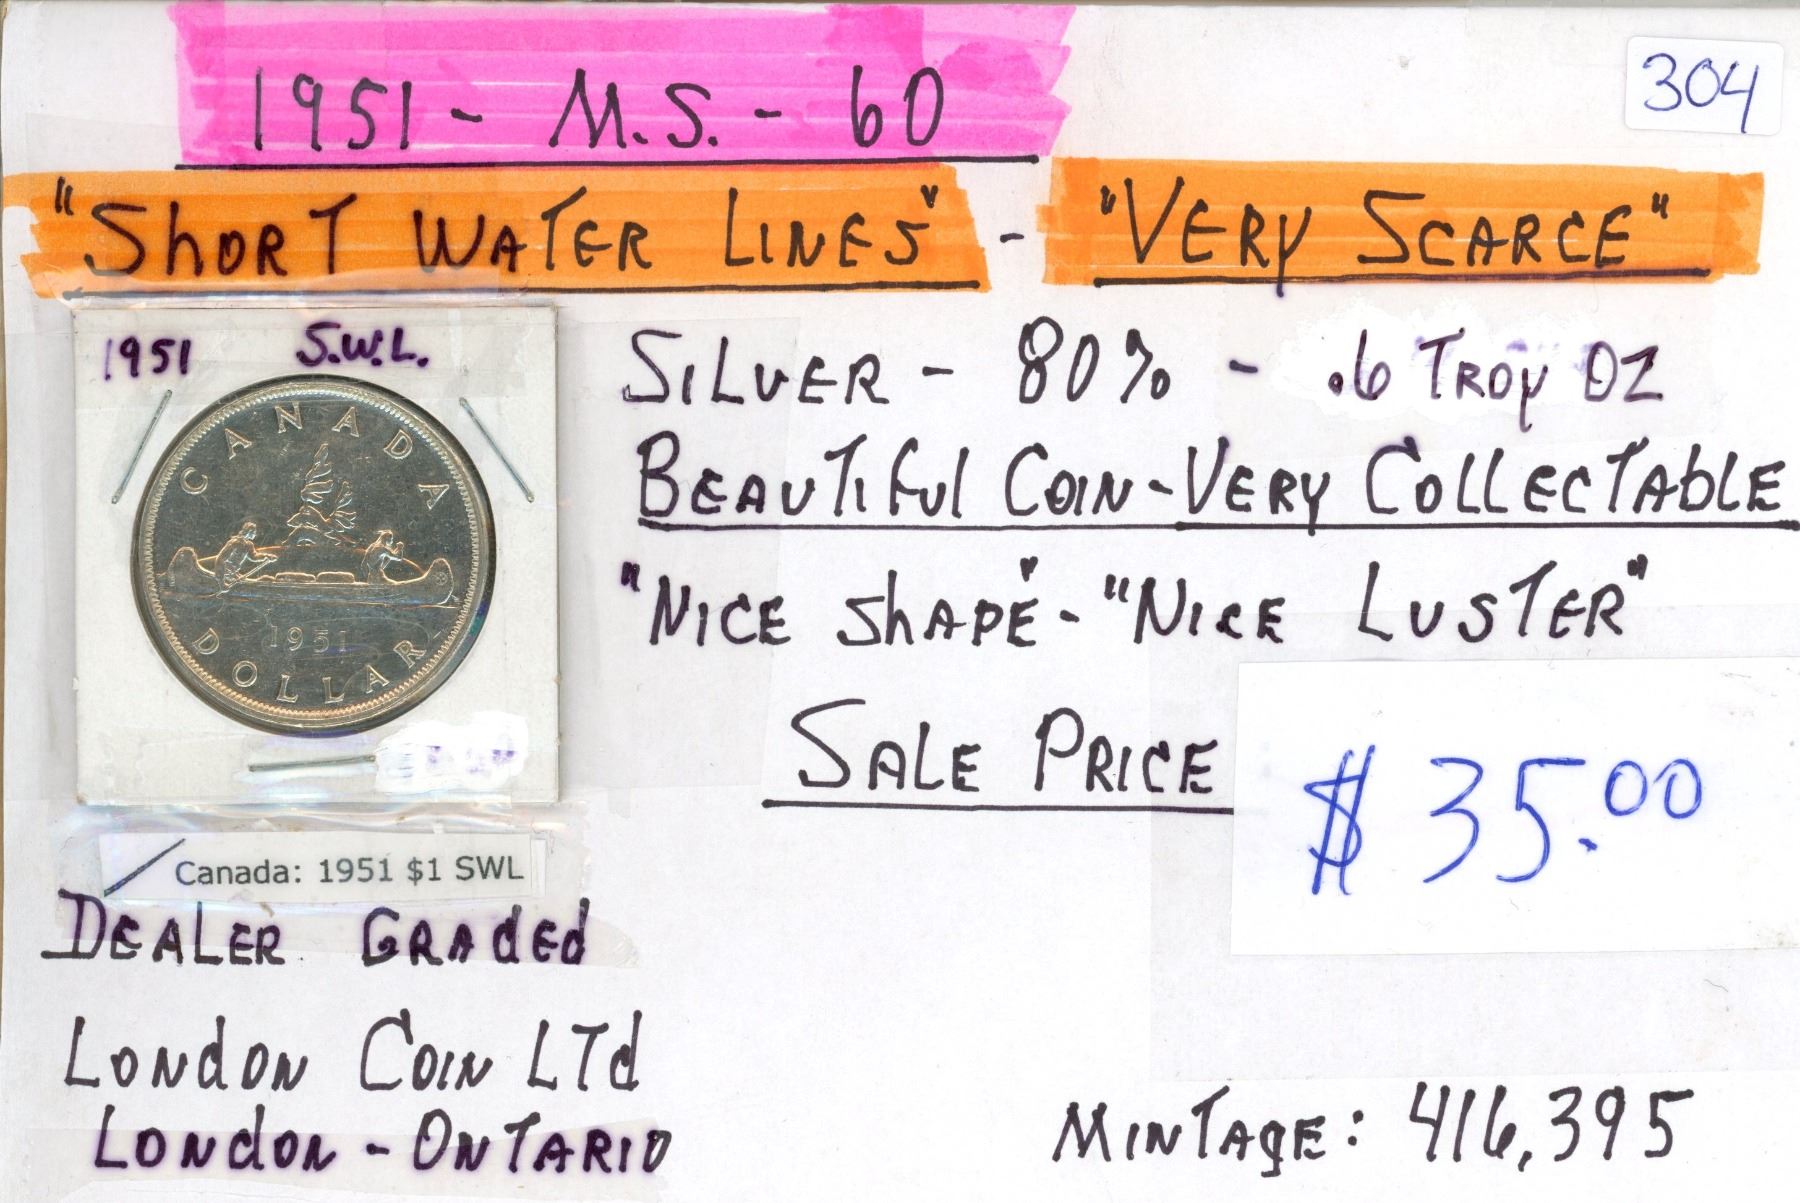 304
1951 - M.S. - 60
"Short Water Lines" - "Very Scarce"
1951 S.W.L.
CANADA
1951
DOLLAR
Silver - 80% - .6 Troy Oz
Beautiful Coin - Very Collectable
"Nice Shape" - "Nice Luster"
Sale Price $35.00
Canada: 1951 $1 SWL
Dealer Graded
London Coin Ltd
London - Ontario
Mintage: 416,395